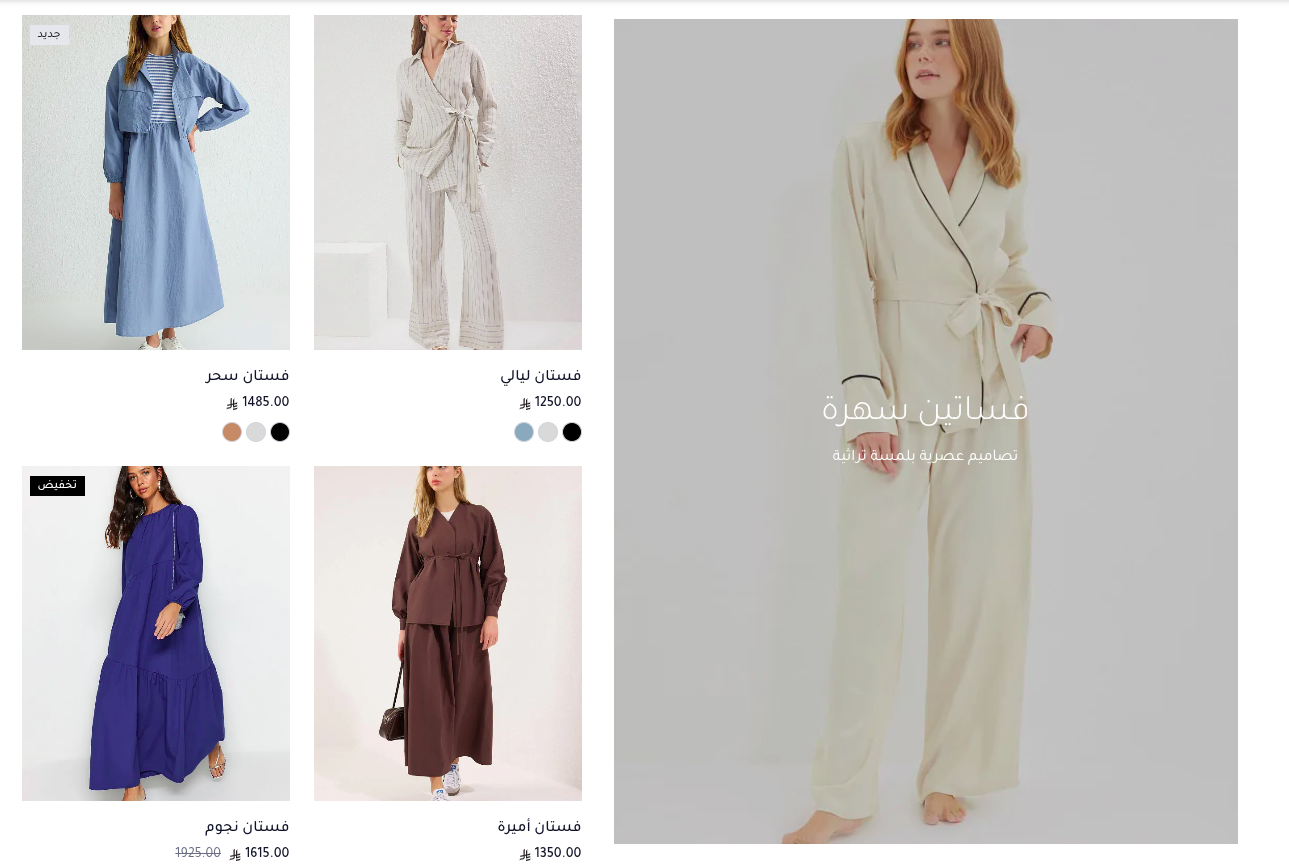 فساتين سهرة
تصاميم عصرية بلمسة تراثية
فستان ليالي
1250.00
جديد
فستان سحر
1485.00
فستان أميرة
1350.00
تخفيض
فستان نجوم
1615.00 1925.00